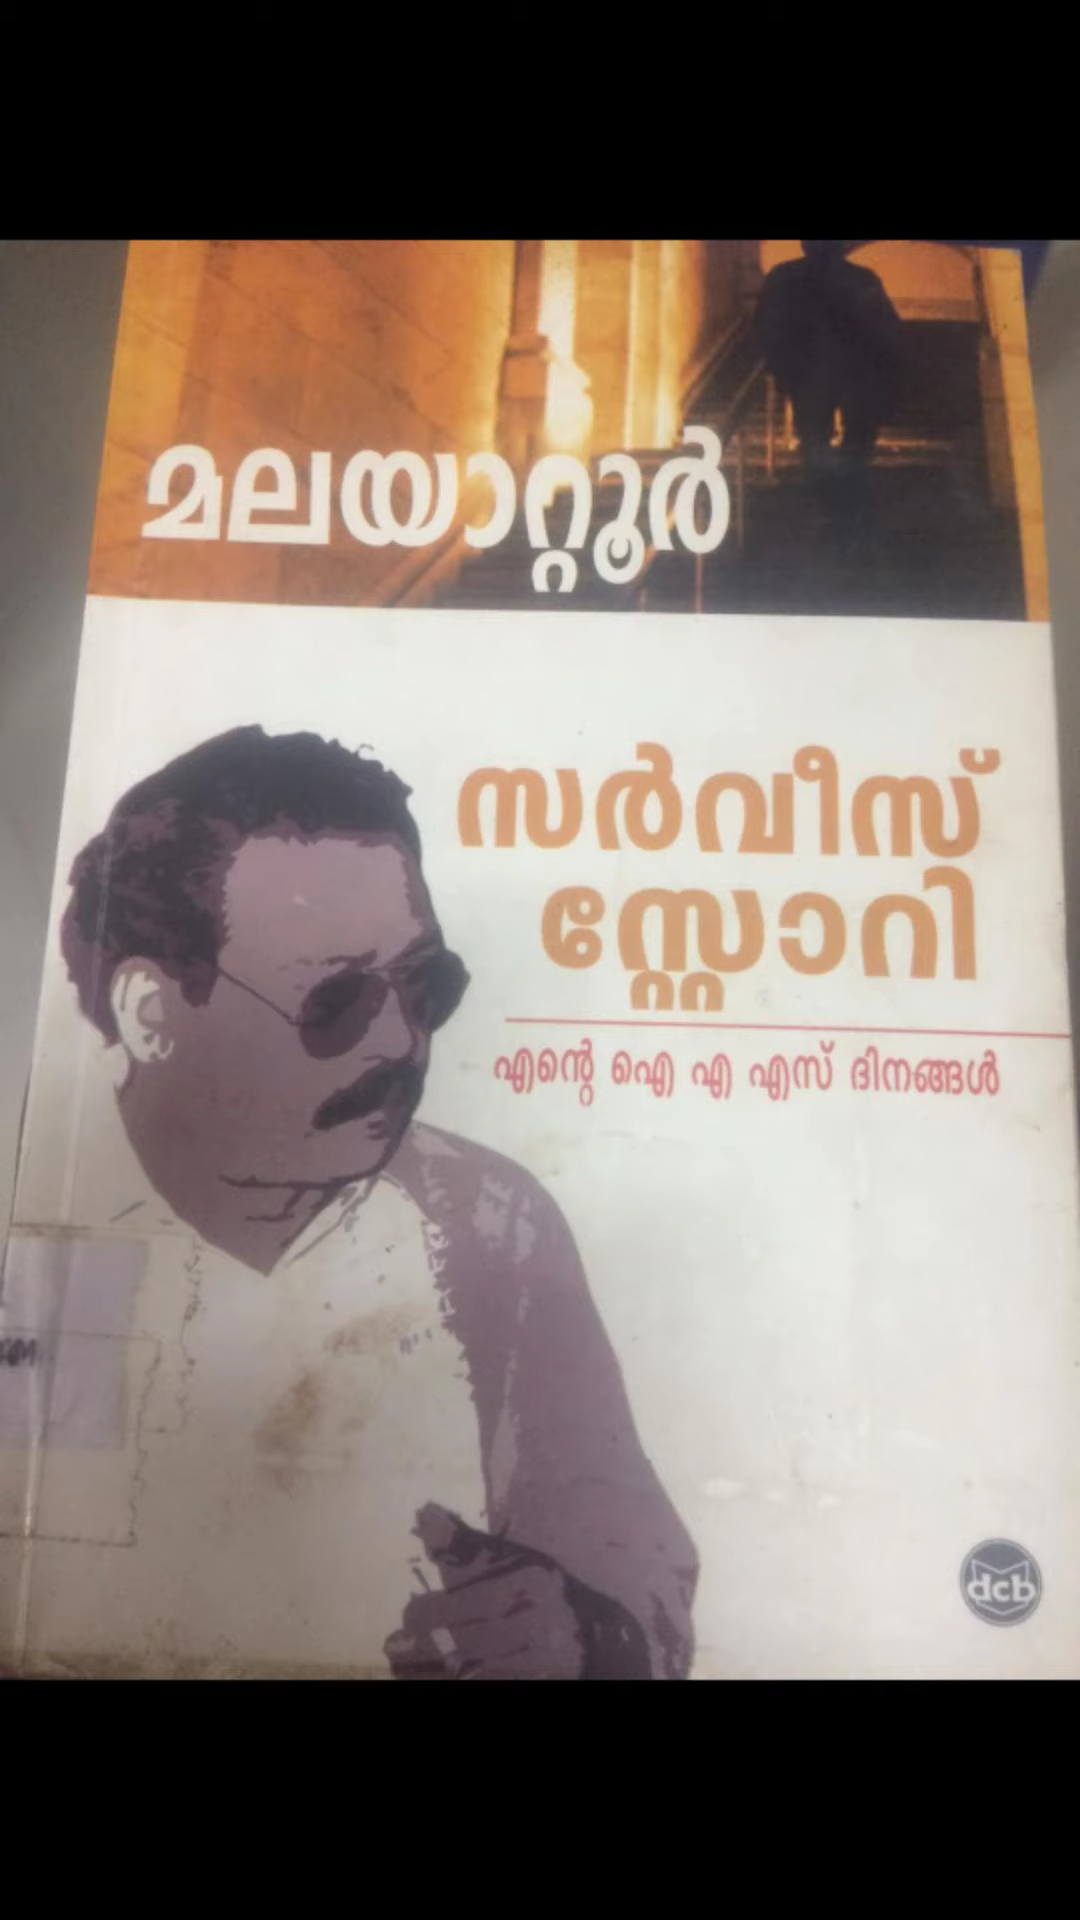 മലയാറ്റൂർ
സർവീസ്
സ്റ്റോറി
എന്റെ ഐ എ എസ് ദിനങ്ങൾ
dcb